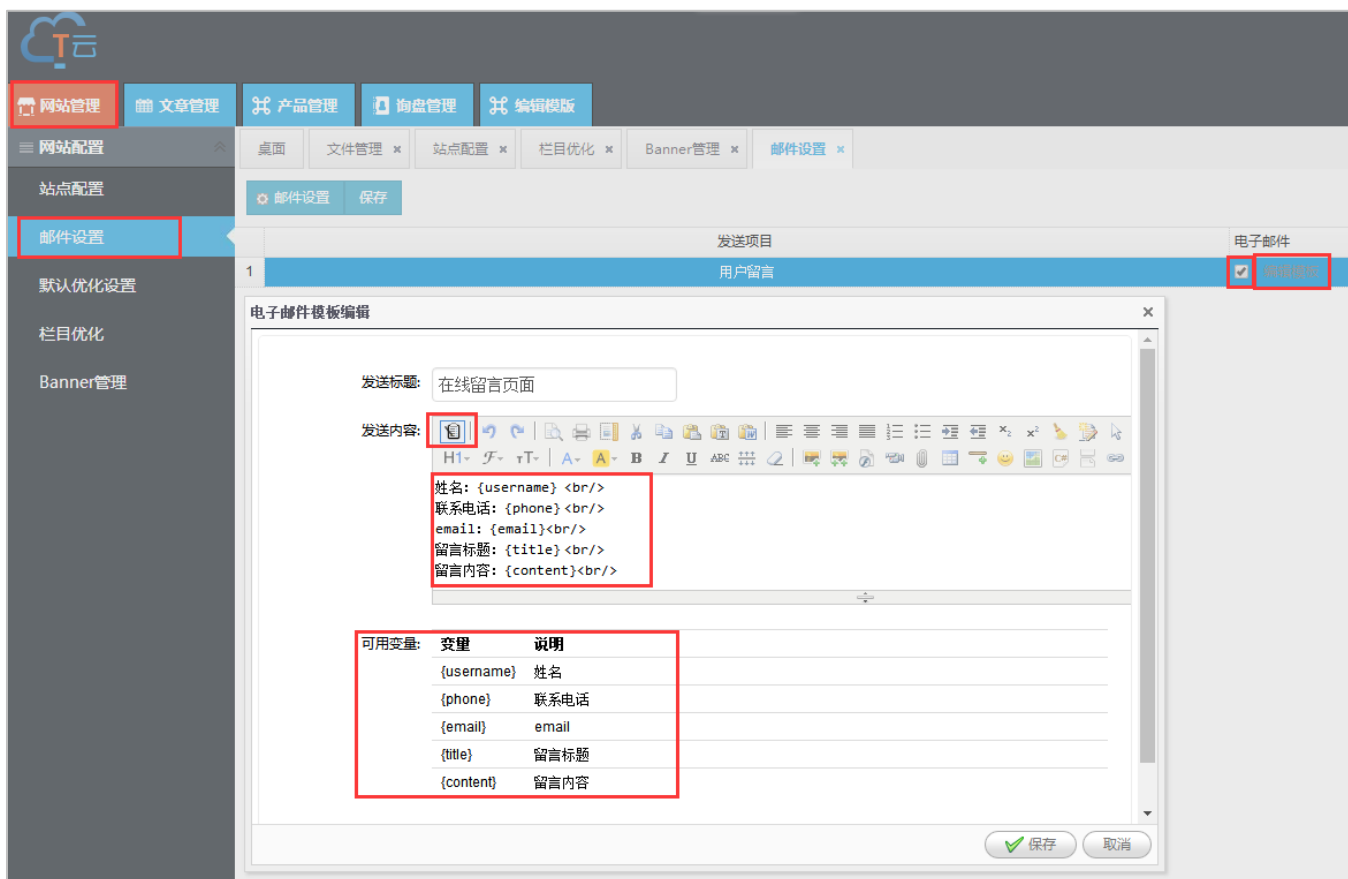 T云
网站管理 文章管理 产品管理 询盘管理 编辑模版
网站配置 桌面 文件管理 × 站点配置 × 栏目优化 × Banner管理 × 邮件设置 ×
站点配置
邮件设置 保存
邮件设置
发送项目 电子邮件
1 用户留言 编辑模板
默认优化设置
栏目优化
Banner管理
电子邮件模板编辑 ×
发送标题: 在线留言页面
发送内容:
H1 F TT A A B I U ABC
姓名: {username} <br/>
联系电话: {phone} <br/>
email: {email}<br/>
留言标题: {title} <br/>
留言内容: {content}<br/>
可用变量: 变量 说明
{username} 姓名
{phone} 联系电话
{email} email
{title} 留言标题
{content} 留言内容
保存 取消